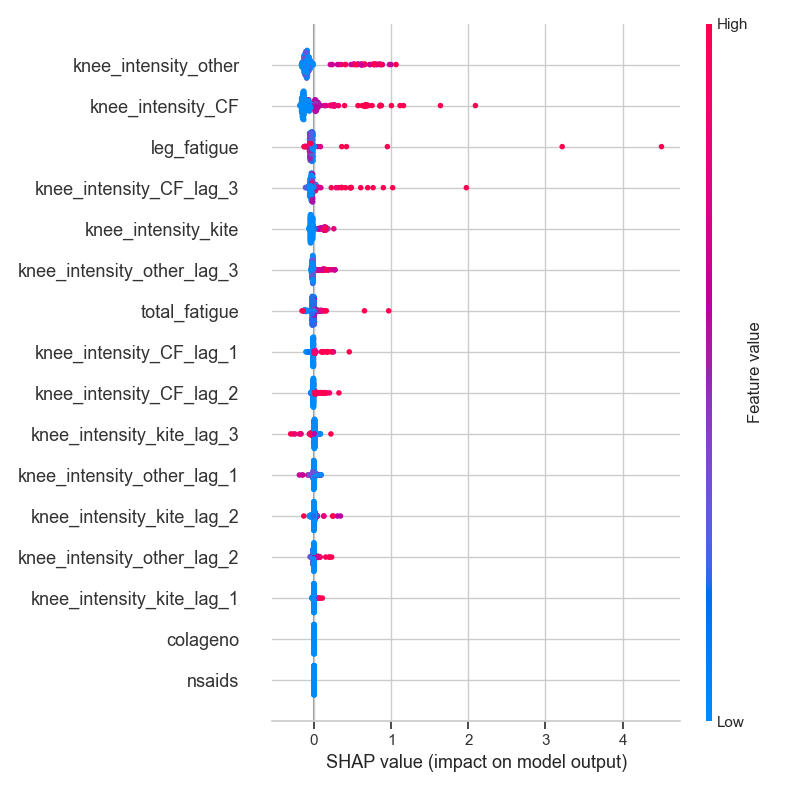 High
knee_intensity_other
knee_intensity_CF
leg_fatigue
knee_intensity_CF_lag_3
knee_intensity_kite
knee_intensity_other_lag_3
total_fatigue
knee_intensity_CF_lag_1
knee_intensity_CF_lag_2
knee_intensity_kite_lag_3
knee_intensity_other_lag_1
knee_intensity_kite_lag_2
knee_intensity_other_lag_2
knee_intensity_kite_lag_1
colageno
nsaids
Feature value
Low
0 1 2 3 4
SHAP value (impact on model output)